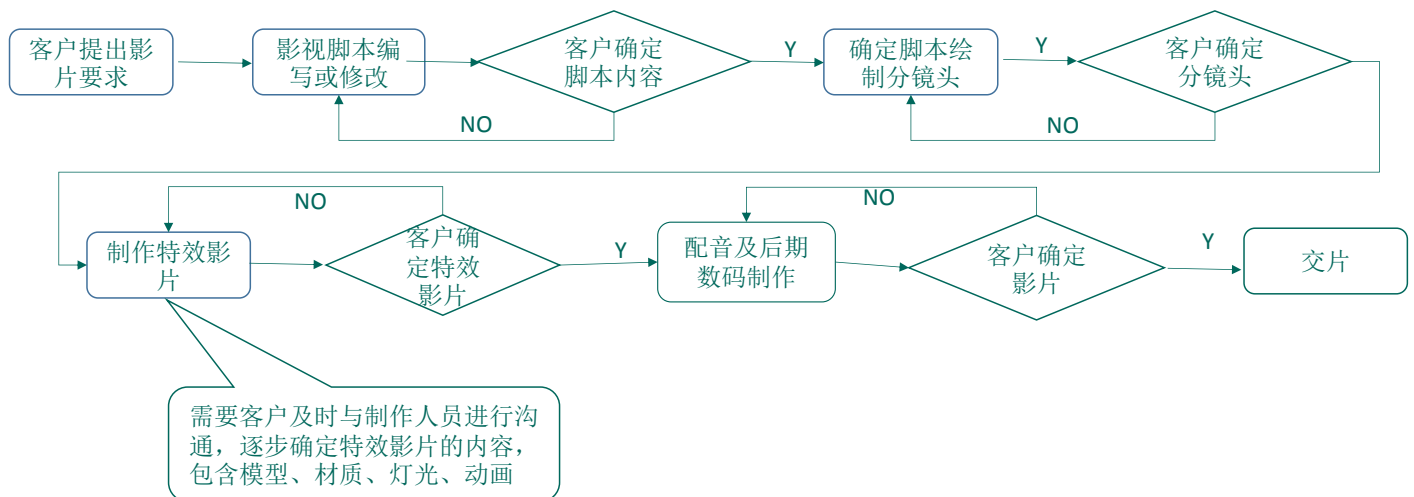 客户提出影
片要求
影视脚本编
写或修改
客户确定
脚本内容
Y
确定脚本绘
制分镜头
Y
客户确定
分镜头
NO
NO
NO
NO
制作特效影
片
客户确
定特效
影片
Y
配音及后期
数码制作
客户确定
影片
Y
交片
需要客户及时与制作人员进行沟
通，逐步确定特效影片的内容，
包含模型、材质、灯光、动画